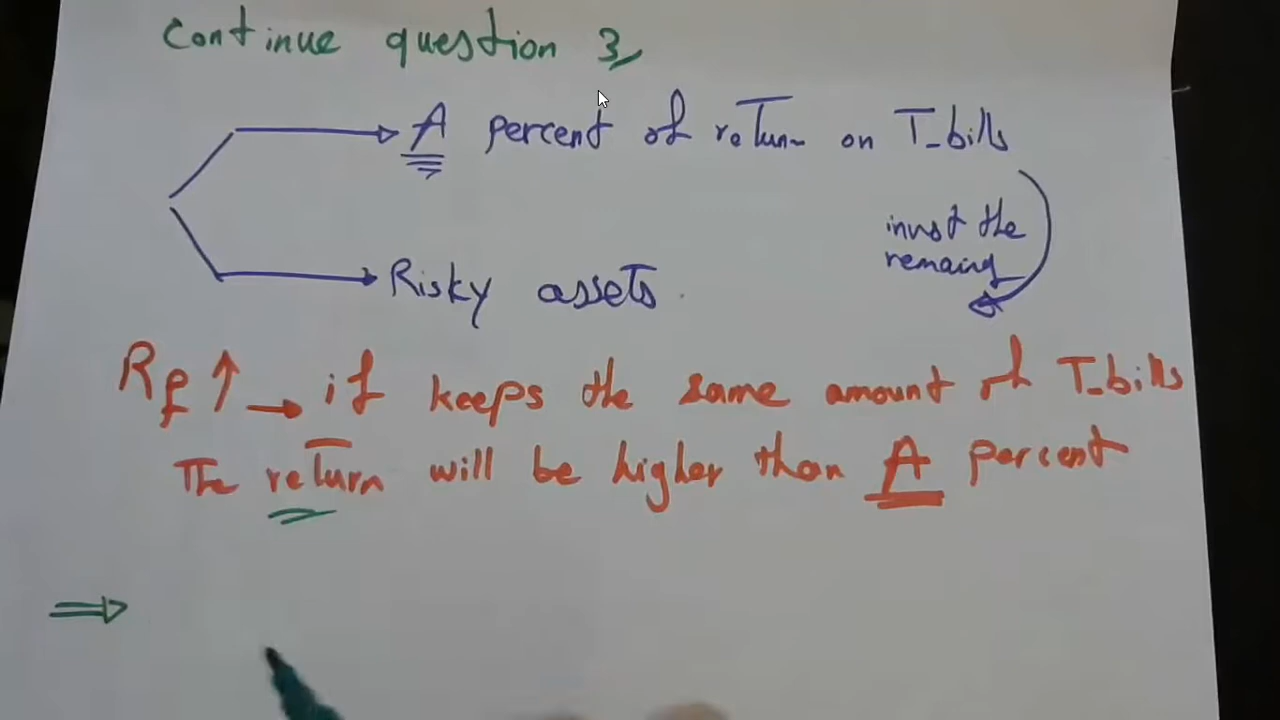 Continue question 3
A percent of return on T-bills
invest the
remaing
Risky assets.
Rf ↑ → if keeps the same amount of T-bills
The return will be higher than A percent
⇒